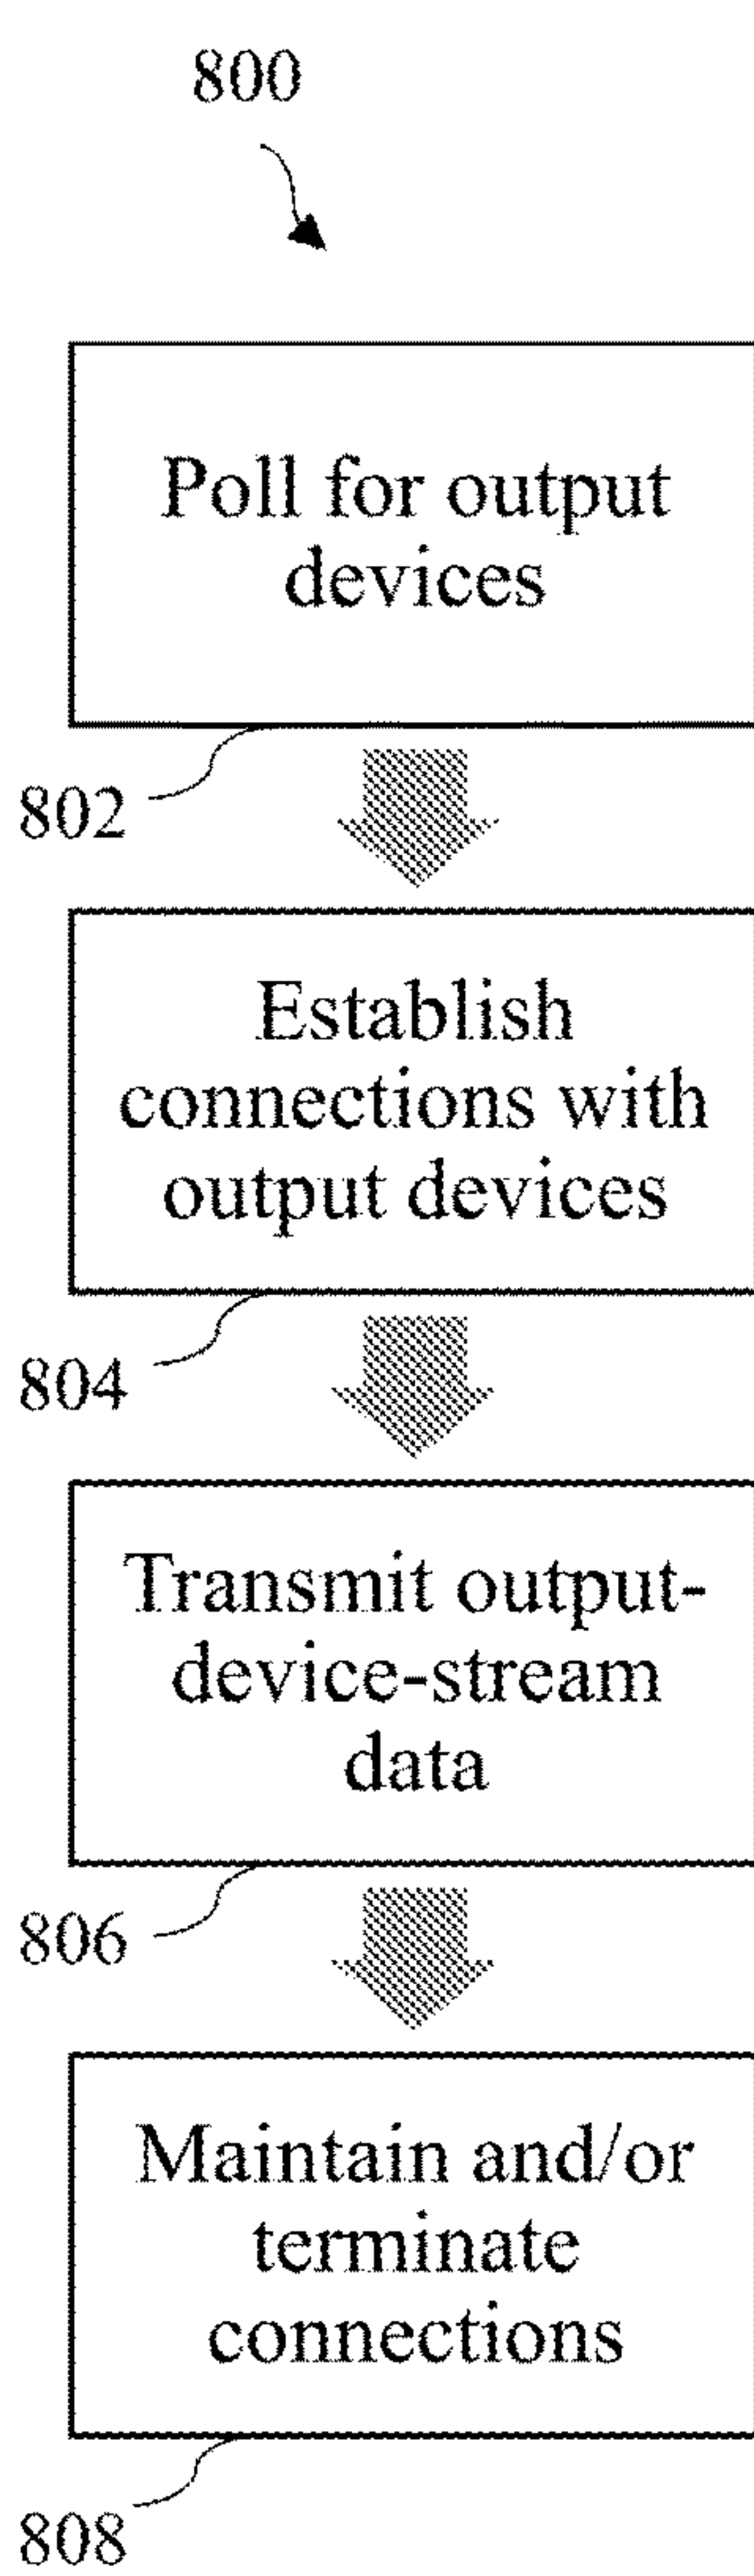 800
Poll for output
devices
802
Establish
connections with
output devices
804
Transmit output-
device-stream
data
806
Maintain and/or
terminate
connections
808